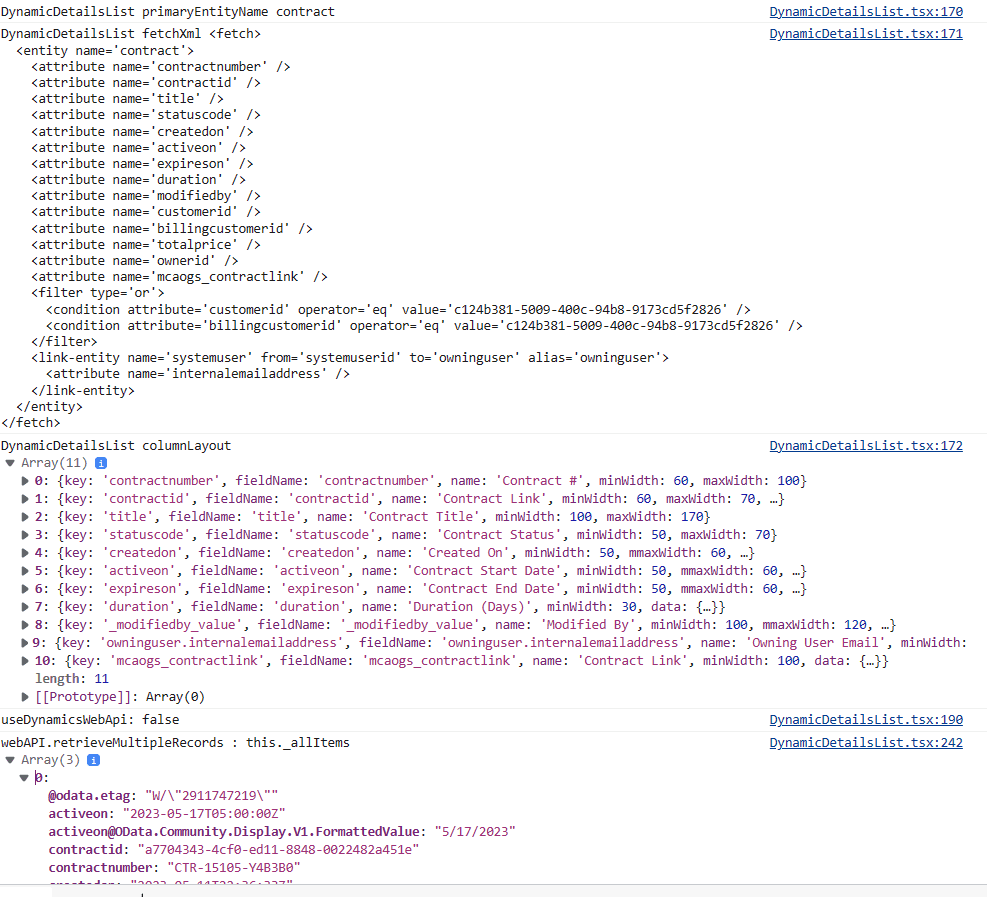 DynamicDetailsList primaryEntityName contract DynamicDetailsList.tsx:170
DynamicDetailsList fetchXml <fetch> DynamicDetailsList.tsx:171
<entity name='contract'>
<attribute name='contractnumber' />
<attribute name='contractid' />
<attribute name='title' />
<attribute name='statuscode' />
<attribute name='createdon' />
<attribute name='activeon' />
<attribute name='expireson' />
<attribute name='duration' />
<attribute name='modifiedby' />
<attribute name='customerid' />
<attribute name='billingcustomerid' />
<attribute name='totalprice' />
<attribute name='ownerid' />
<attribute name='mcaogs_contractlink' />
<filter type='or'>
<condition attribute='customerid' operator='eq' value='c124b381-5009-400c-94b8-9173cd5f2826' />
<condition attribute='billingcustomerid' operator='eq' value='c124b381-5009-400c-94b8-9173cd5f2826' />
</filter>
<link-entity name='systemuser' from='systemuserid' to='owninguser' alias='owninguser'>
<attribute name='internalemailaddress' />
</link-entity>
</entity>
</fetch>
DynamicDetailsList columnLayout DynamicDetailsList.tsx:172
▼ Array(11) i
▶ 0: {key: 'contractnumber', fieldName: 'contractnumber', name: 'Contract #', minWidth: 60, maxWidth: 100}
▶ 1: {key: 'contractid', fieldName: 'contractid', name: 'Contract Link', minWidth: 60, maxWidth: 70, …}
▶ 2: {key: 'title', fieldName: 'title', name: 'Contract Title', minWidth: 100, maxWidth: 170}
▶ 3: {key: 'statuscode', fieldName: 'statuscode', name: 'Contract Status', minWidth: 50, maxWidth: 70}
▶ 4: {key: 'createdon', fieldName: 'createdon', name: 'Created On', minWidth: 50, mmaxWidth: 60, …}
▶ 5: {key: 'activeon', fieldName: 'activeon', name: 'Contract Start Date', minWidth: 50, mmaxWidth: 60, …}
▶ 6: {key: 'expireson', fieldName: 'expireson', name: 'Contract End Date', minWidth: 50, mmaxWidth: 60, …}
▶ 7: {key: 'duration', fieldName: 'duration', name: 'Duration (Days)', minWidth: 30, data: {…}}
▶ 8: {key: '_modifiedby_value', fieldName: '_modifiedby_value', name: 'Modified By', minWidth: 100, mmaxWidth: 120, …}
▶ 9: {key: 'owninguser.internalemailaddress', fieldName: 'owninguser.internalemailaddress', name: 'Owning User Email', minWidth:
▶ 10: {key: 'mcaogs_contractlink', fieldName: 'mcaogs_contractlink', name: 'Contract Link', minWidth: 100, data: {…}}
length: 11
▶ [[Prototype]]: Array(0)
useDynamicsWebApi: false DynamicDetailsList.tsx:190
webAPI.retrieveMultipleRecords : this._allItems DynamicDetailsList.tsx:242
▼ Array(3) i
▼ 0:
@odata.etag: "W/\"2911747219\""
activeon: "2023-05-17T05:00:00Z"
activeon@OData.Community.Display.V1.FormattedValue: "5/17/2023"
contractid: "a7704343-4cf0-ed11-8848-0022482a451e"
contractnumber: "CTR-15105-Y4B3B0"